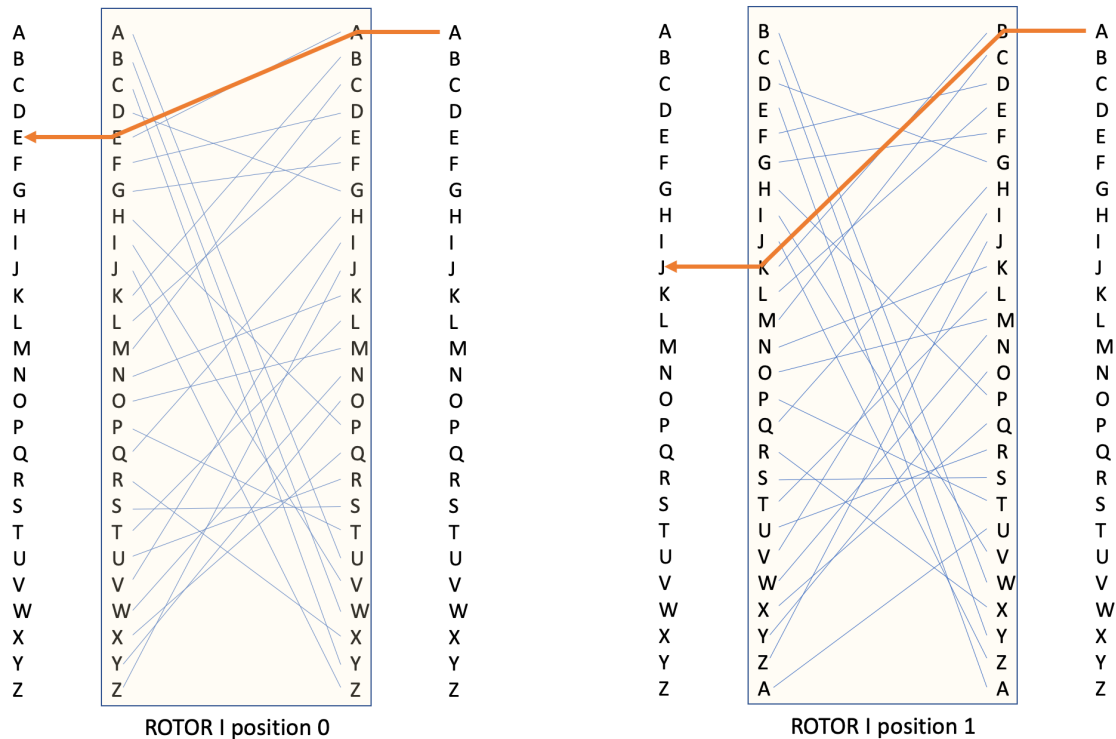 A A A A A B B A
B B B B B C C B
C C C C C D D C
D D D D D E E D
E E E E E F F E
F F F F F G G F
G G G G G H H G
H H H H H I I H
I I I I I J J I
J J J J J K K J
K K K K K L L K
L L L L L M M L
M M M M M N N M
N N N N N O O N
O O O O O P P O
P P P P P Q Q P
Q Q Q Q Q R R Q
R R R R R S S R
S S S S S T T S
T T T T T U U T
U U U U U V V U
V V V V V W W V
W W W W W X X W
X X X X X Y Y X
Y Y Y Y Y Z Z Y
Z Z Z Z Z A A Z
ROTOR I position 0 ROTOR I position 1